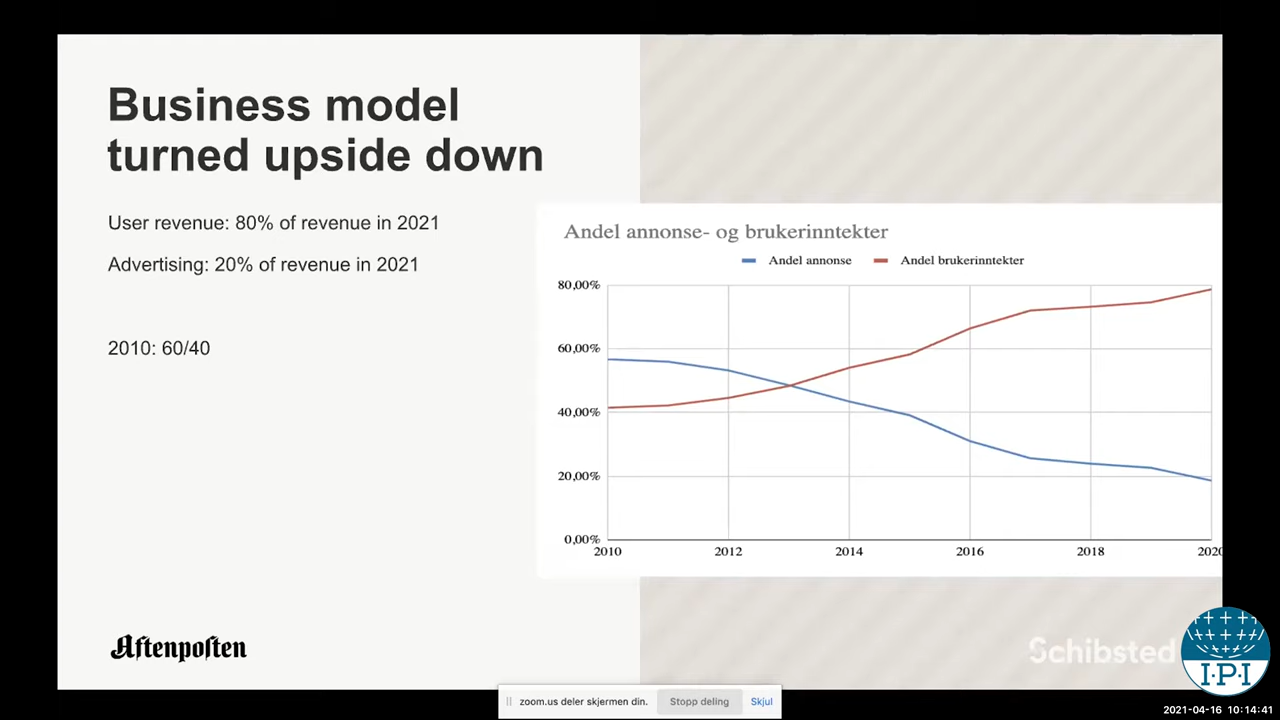 Business model
turned upside down
User revenue: 80% of revenue in 2021
Advertising: 20% of revenue in 2021
2010: 60/40
Andel annonse- og brukerinntekter
Andel annonse
Andel brukerinntekter
80,00%
60,00%
40,00%
20,00%
0,00%
2010
2012
2014
2016
2018
2020
Aftenposten
Schibsted
I·P·I
zoom.us deler skjermen din.
Stopp deling
Skjul
2021-04-16 10:14:41